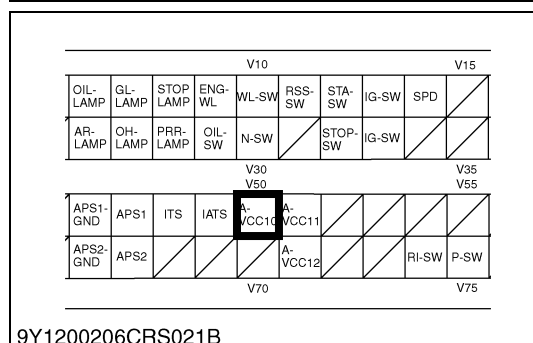 V10 V15
OIL-LAMP GL-LAMP STOP LAMP ENG-WL WL-SW RSS-SW STA-SW IG-SW SPD
AR-LAMP OH-LAMP PRR-LAMP OIL-SW N-SW STOP-SW IG-SW
V30 V35
V50 V55
APS1-GND APS1 ITS IATS A-VCC10 A-VCC11
APS2-GND APS2 A-VCC12 RI-SW P-SW
V70 V75
9Y1200206CRS021B